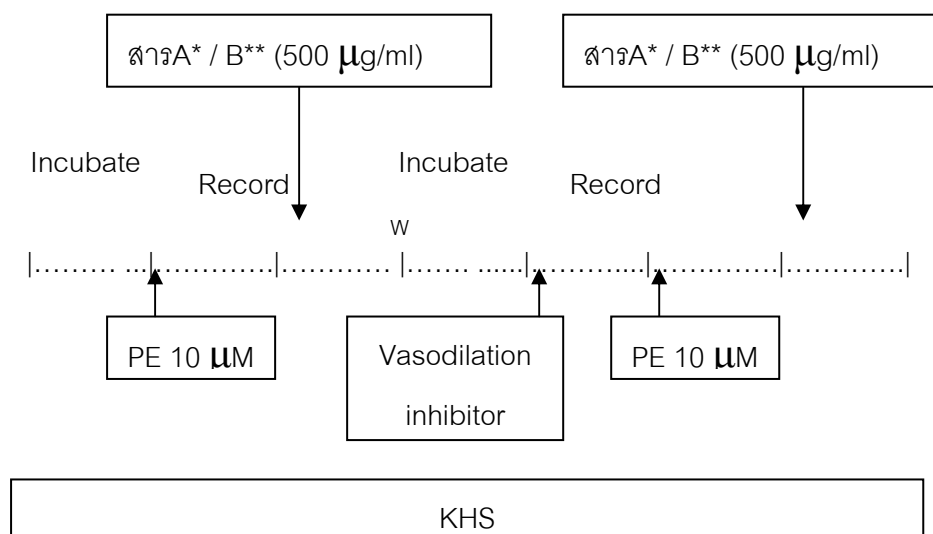 สารA* / B** (500 µg/ml)
สารA* / B** (500 µg/ml)
Incubate
Incubate
Record
Record
W
|......... ...|............|............|....... ......|...........|............|............|
PE 10 µM
Vasodilation
inhibitor
PE 10 µM
KHS